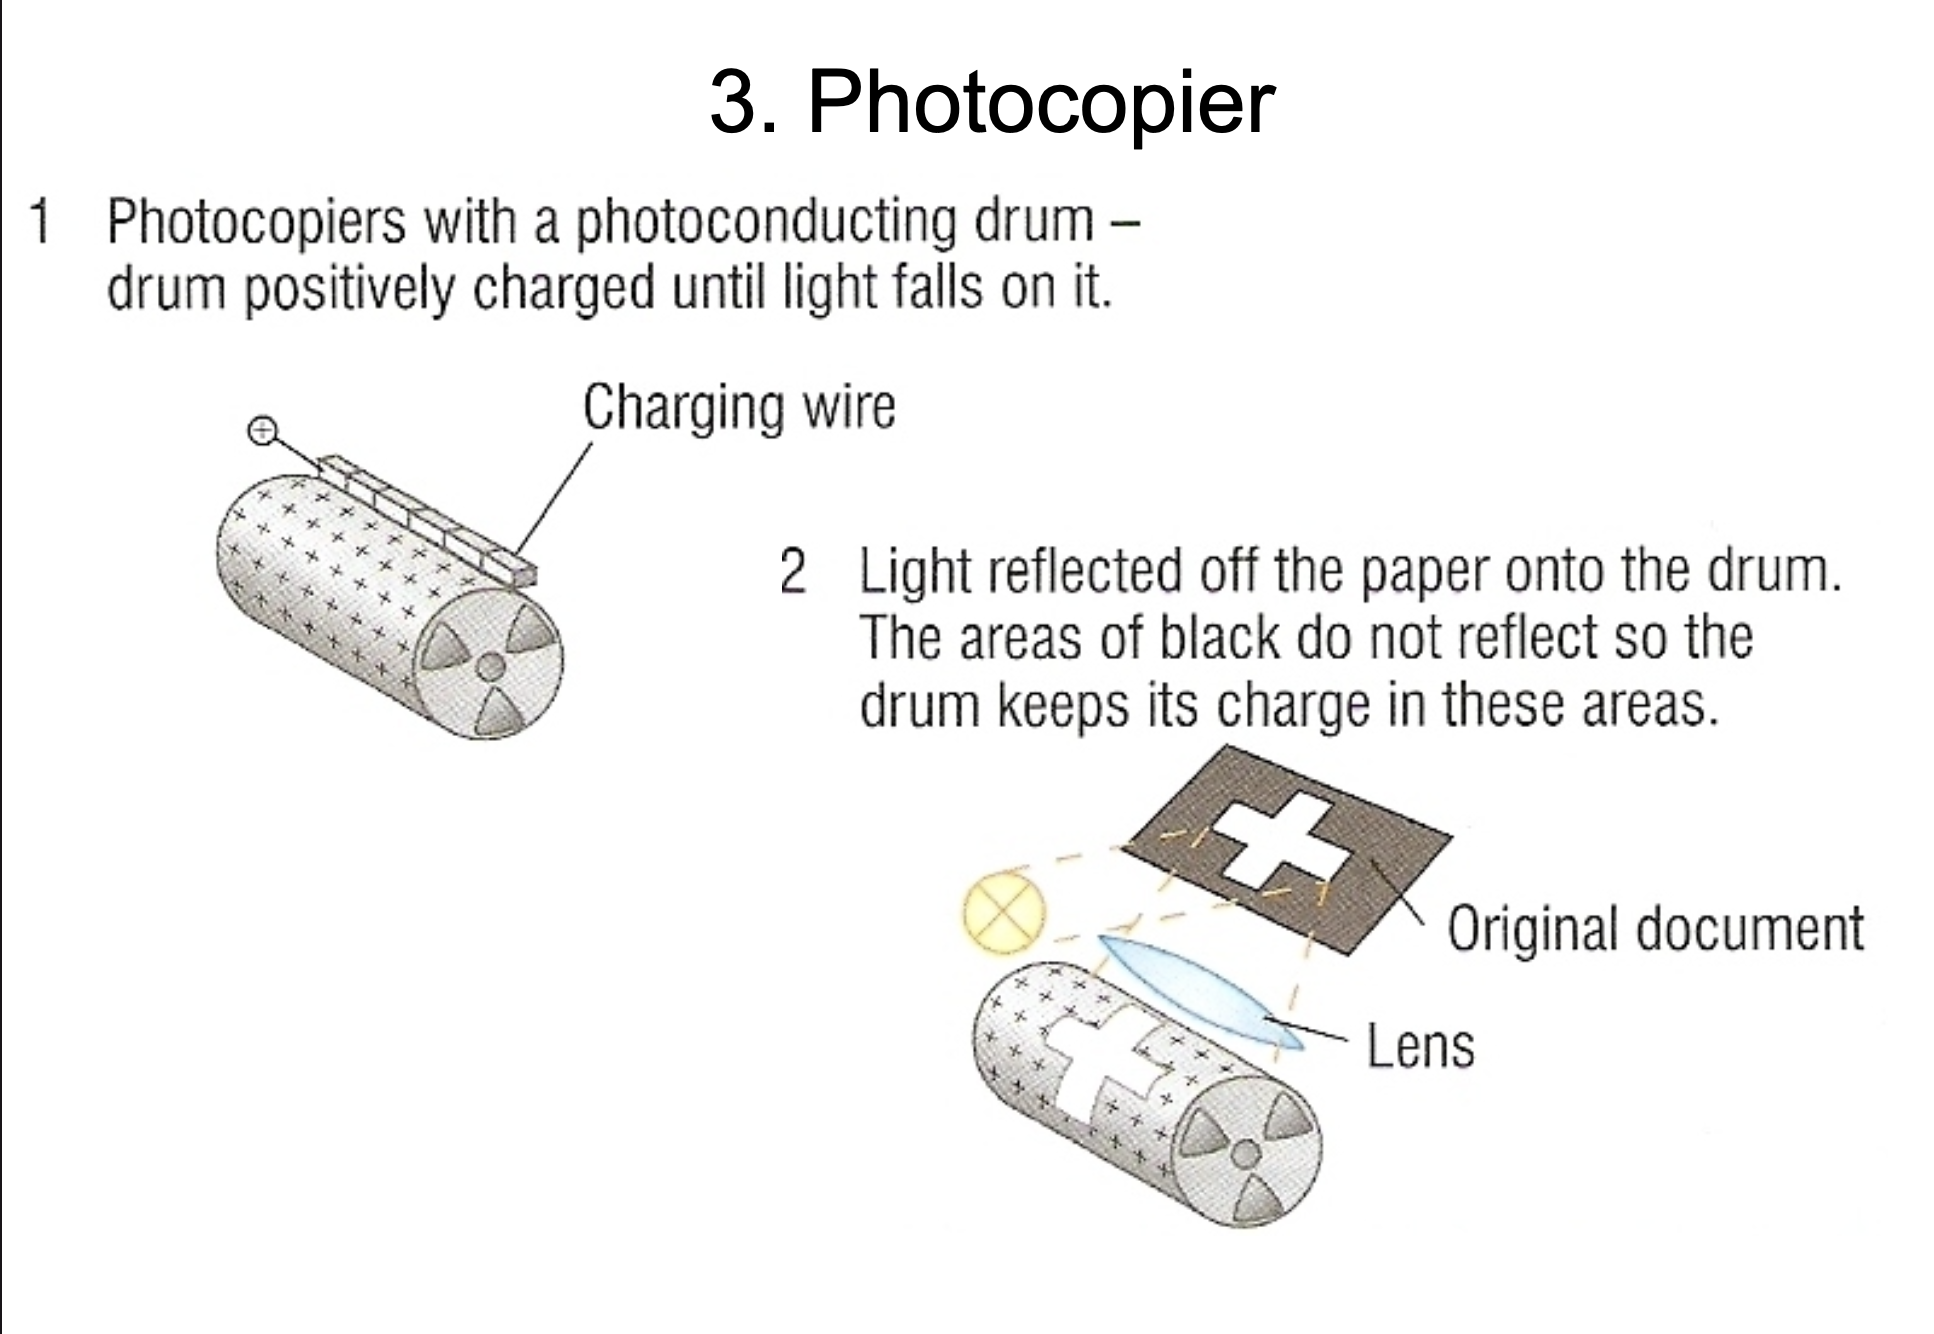 3. Photocopier
1 Photocopiers with a photoconducting drum –
drum positively charged until light falls on it.
Charging wire
2 Light reflected off the paper onto the drum.
The areas of black do not reflect so the
drum keeps its charge in these areas.
Original document
Lens